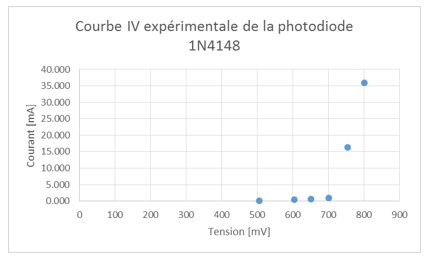 Courbe IV expérimentale de la photodiode
1N4148
40.000
35.000
30.000
25.000
20.000
15.000
10.000
5.000
0.000
Courant [mA]
0 100 200 300 400 500 600 700 800 900
Tension [mV]